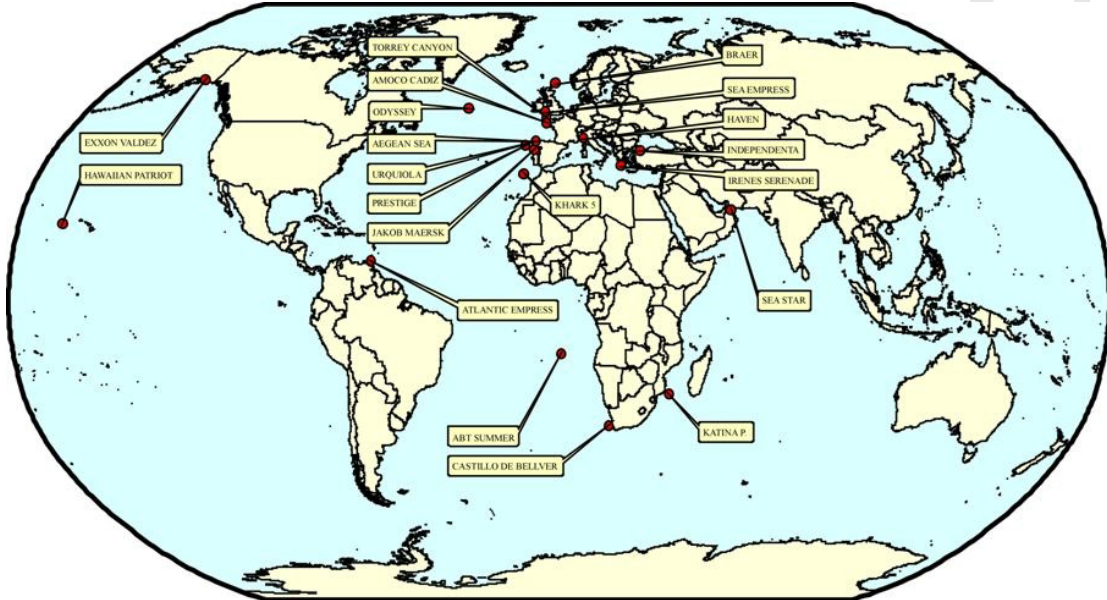 TORREY CANYON
BRAER
AMOCO CADIZ
SEA EMPRESS
ODYSSEY
HAVEN
EXXON VALDEZ
AEGEAN SEA
INDEPENDENTA
HAWAIIAN PATRIOT
URQUIOLA
IRENES SERENADE
PRESTIGE
KHARK 5
JAKOB MAERSK
SEA STAR
ATLANTIC EMPRESS
ABT SUMMER
KATINA P.
CASTILLO DE BELLVER